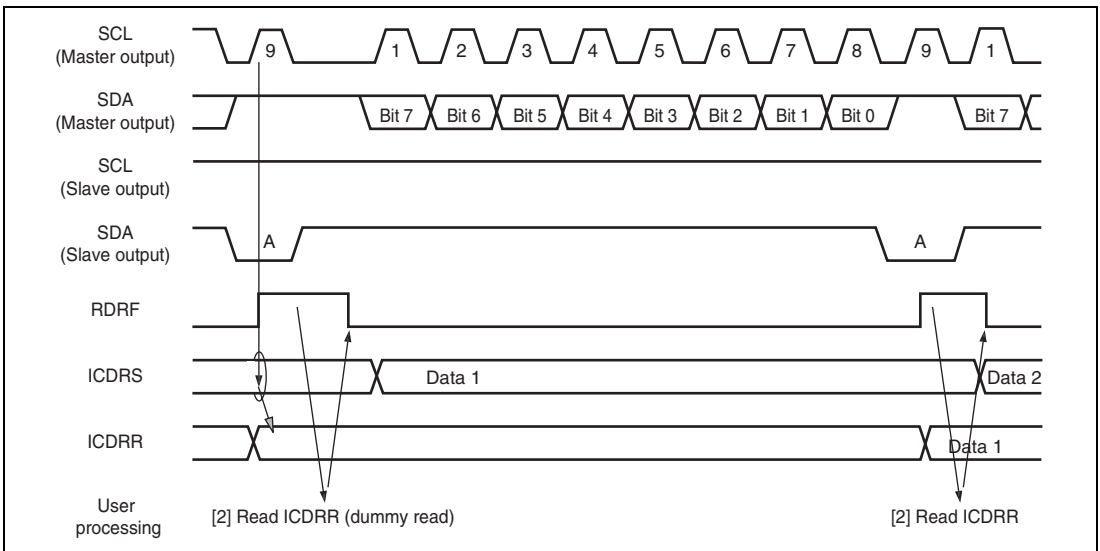 SCL
(Master output)
9 1 2 3 4 5 6 7 8 9 1
SDA
(Master output)
Bit 7 Bit 6 Bit 5 Bit 4 Bit 3 Bit 2 Bit 1 Bit 0 Bit 7
SCL
(Slave output)
SDA
(Slave output)
A A
RDRF
ICDRS
Data 1 Data 2
ICDRR
Data 1
User
processing
[2] Read ICDRR (dummy read) [2] Read ICDRR